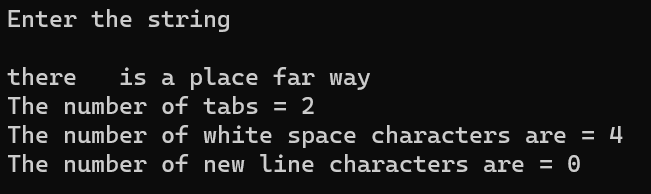 Enter the string

there   is a place far way
The number of tabs = 2
The number of white space characters are = 4
The number of new line characters are = 0